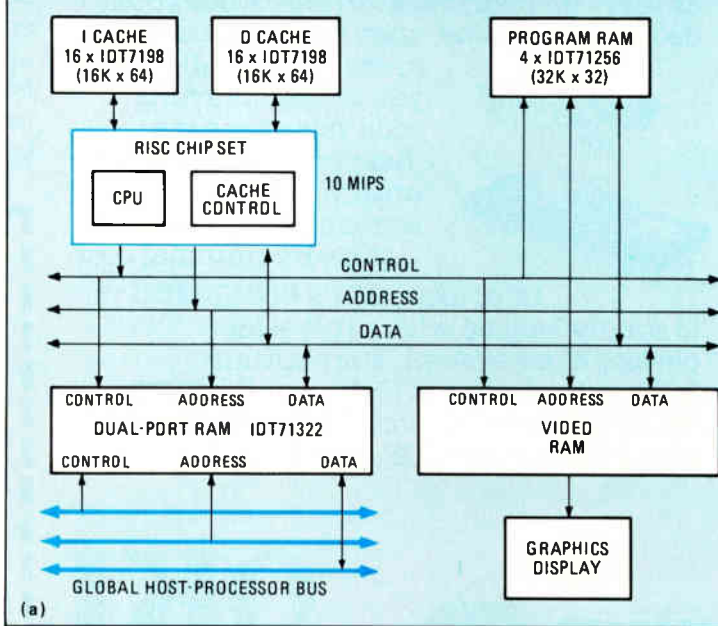 I CACHE
16 x IDT7198
(16K x 64)
D CACHE
16 x IDT7198
(16K x 64)
PROGRAM RAM
4 x IDT71256
(32K x 32)
RISC CHIP SET
CPU
CACHE
CONTROL
10 MIPS
CONTROL
ADDRESS
DATA
CONTROL ADDRESS DATA
DUAL-PORT RAM IDT71322
CONTROL ADDRESS DATA
CONTROL ADDRESS DATA
VIDEO
RAM
GLOBAL HOST-PROCESSOR BUS
GRAPHICS
DISPLAY
(a)